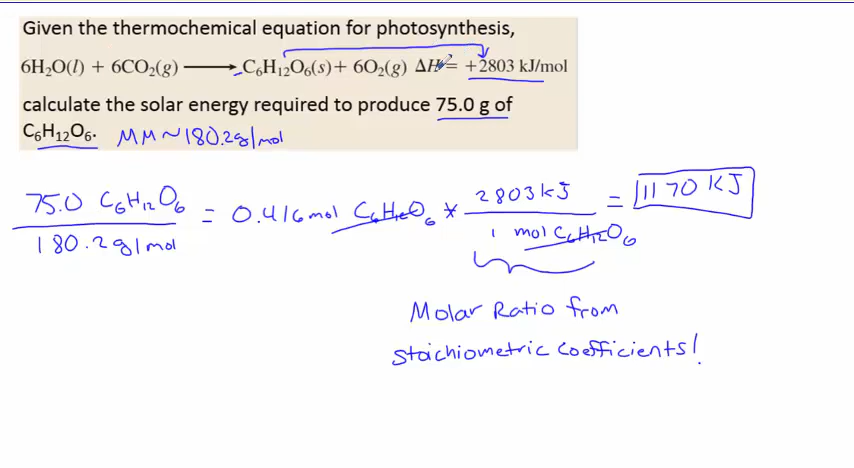 Given the thermochemical equation for photosynthesis,
6H₂O(l) + 6CO₂(g) ⟶ C₆H₁₂O₆(s) + 6O₂(g) ΔH = +2803 kJ/mol
calculate the solar energy required to produce 75.0 g of
C₆H₁₂O₆. MM ~ 180.2g/mol
75.0 C₆H₁₂O₆ / 180.2 g/mol = 0.416 mol C₆H₁₂O₆ * 2803 kJ / 1 mol C₆H₁₂O₆ = 1170 KJ
Molar Ratio from
Stoichiometric Coefficients!